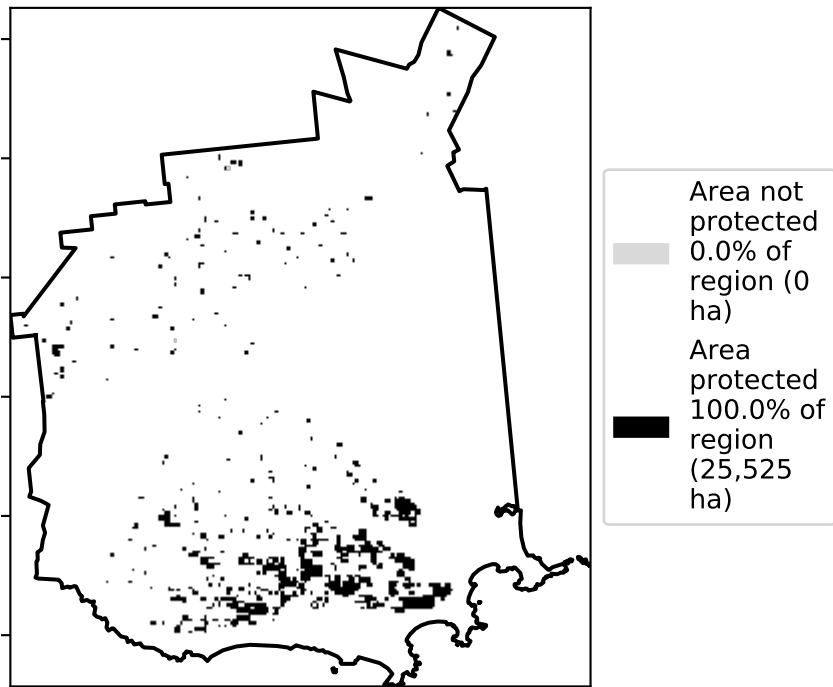 Area not
protected
0.0% of
region (0
ha)
Area
protected
100.0% of
region
(25,525
ha)